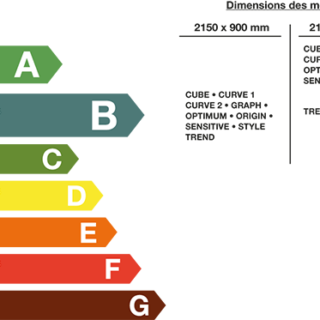 Dimensions des m
2150 x 900 mm
21
CUBE • CURVE 1
CURVE 2 • GRAPH •
OPTIMUM • ORIGIN •
SENSITIVE • STYLE
TREND
CUB
CUR
OPT
SEN
TRE
A
B
C
D
E
F
G